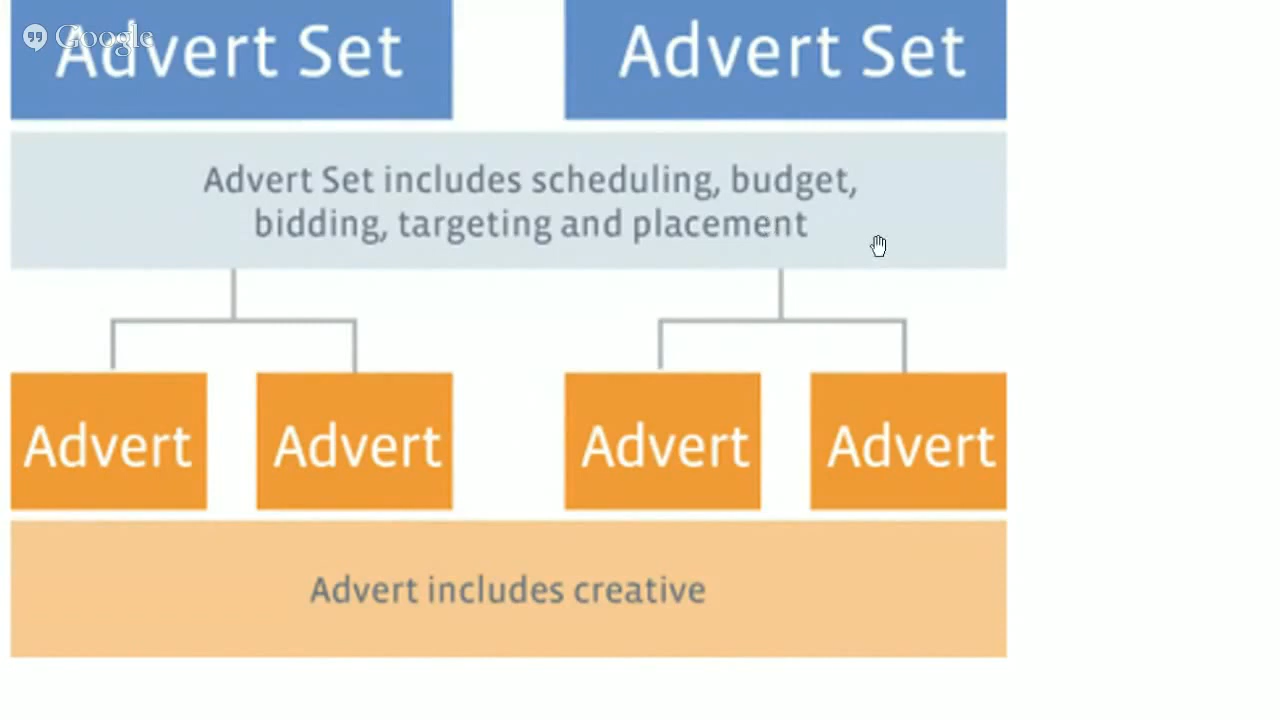 Google
Advert Set
Advert Set
Advert Set includes scheduling, budget,
bidding, targeting and placement
Advert
Advert
Advert
Advert
Advert includes creative